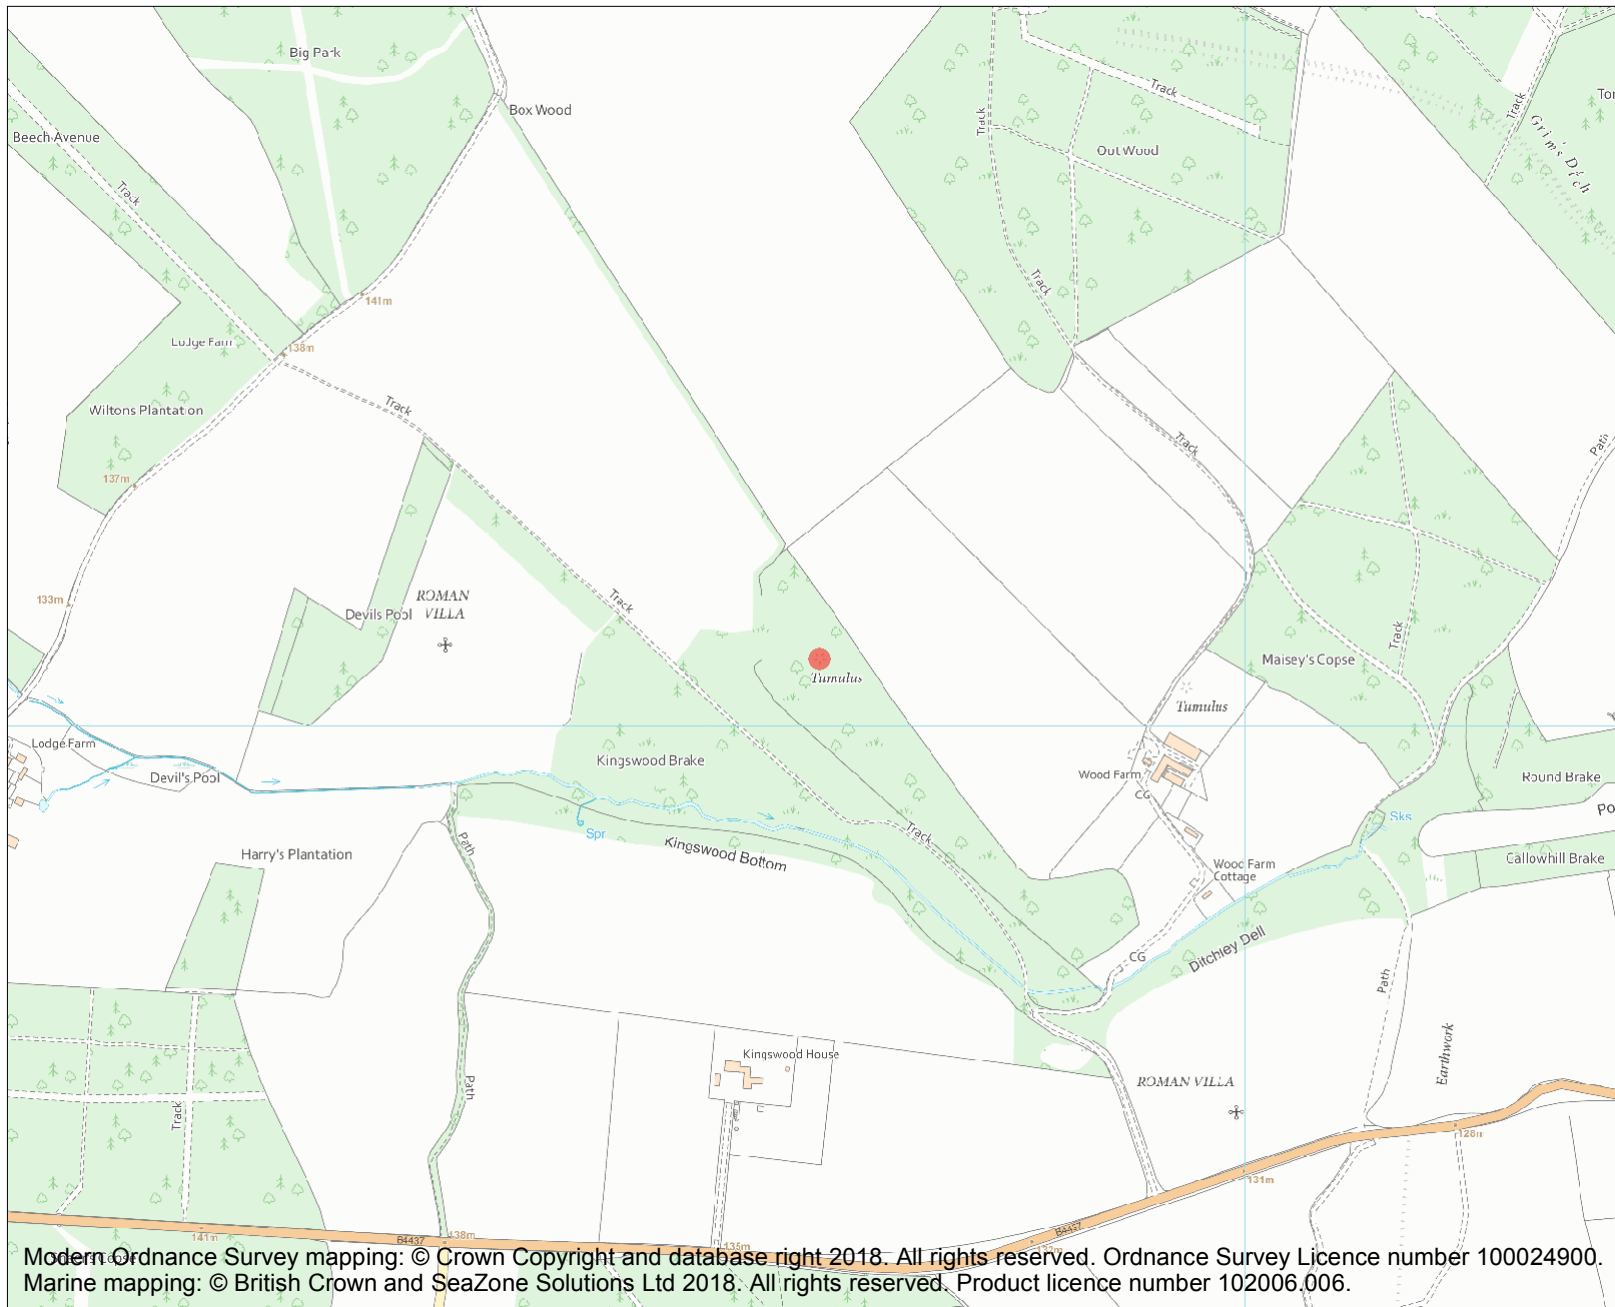 Big Park
Box Wood
Beech Avenue
Track
Track
Track
Out Wood
Track
Grim's Ditch
Track
Track
141m
Lodge Farm
138m
Wiltons Plantation
Track
Track
Path
137m
ROMAN
VILLA
133m
Devils Pool
Track
Track
Maisey's Copse
Tumulus
Tumulus
Lodge Farm
Devil's Pool
Kingswood Brake
Wood Farm
CG
Round Brake
Sks
Spr
Track
Path
Kingswood Bottom
Harry's Plantation
Callowhill Brake
Wood Farm
Cottage
Ditchley Dell
CG
Path
Earthwork
Kingswood House
ROMAN VILLA
Path
Track
128m
131m
B4437
132m
141m
B4437
138m
135m
Modern Ordnance Survey mapping: © Crown Copyright and database right 2018. All rights reserved. Ordnance Survey Licence number 100024900.
Marine mapping: © British Crown and SeaZone Solutions Ltd 2018. All rights reserved. Product licence number 102006.006.